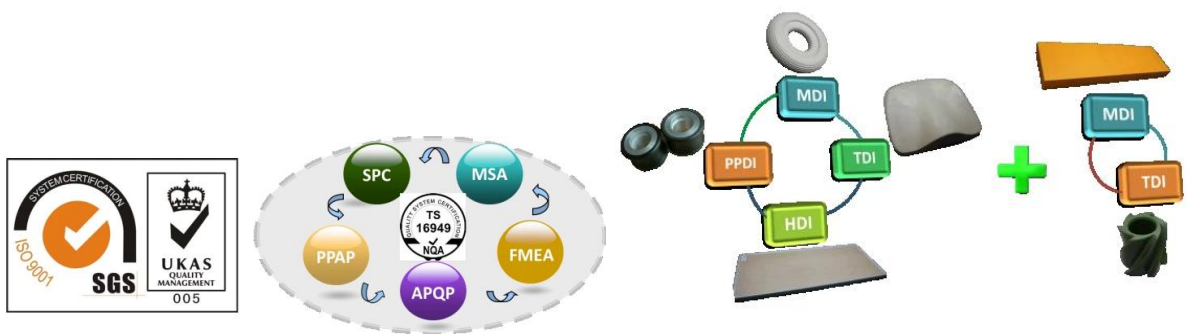 SYSTEM CERTIFICATION
ISO 9001
SGS
UKAS
QUALITY
MANAGEMENT
005
SPC
MSA
PPAP
FMEA
APQP
QUALITY SYSTEM CERTIFICATION
TS
16949
NQA
MDI
PPDI
TDI
HDI
MDI
TDI